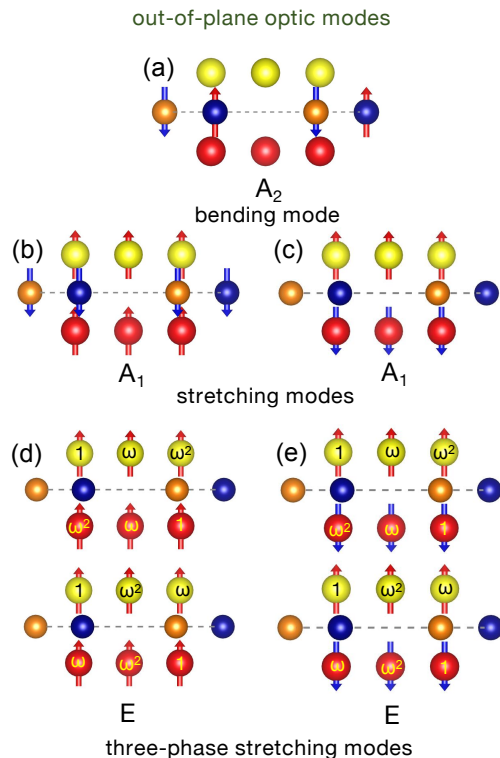 out-of-plane optic modes
(a)
A₂
bending mode
(b) (c)
A₁ A₁
stretching modes
(d) (e)
1 ω ω² 1 ω ω²
ω² ω 1 ω² ω 1
1 ω² ω 1 ω² ω
ω ω² 1 ω ω² 1
E E
three-phase stretching modes